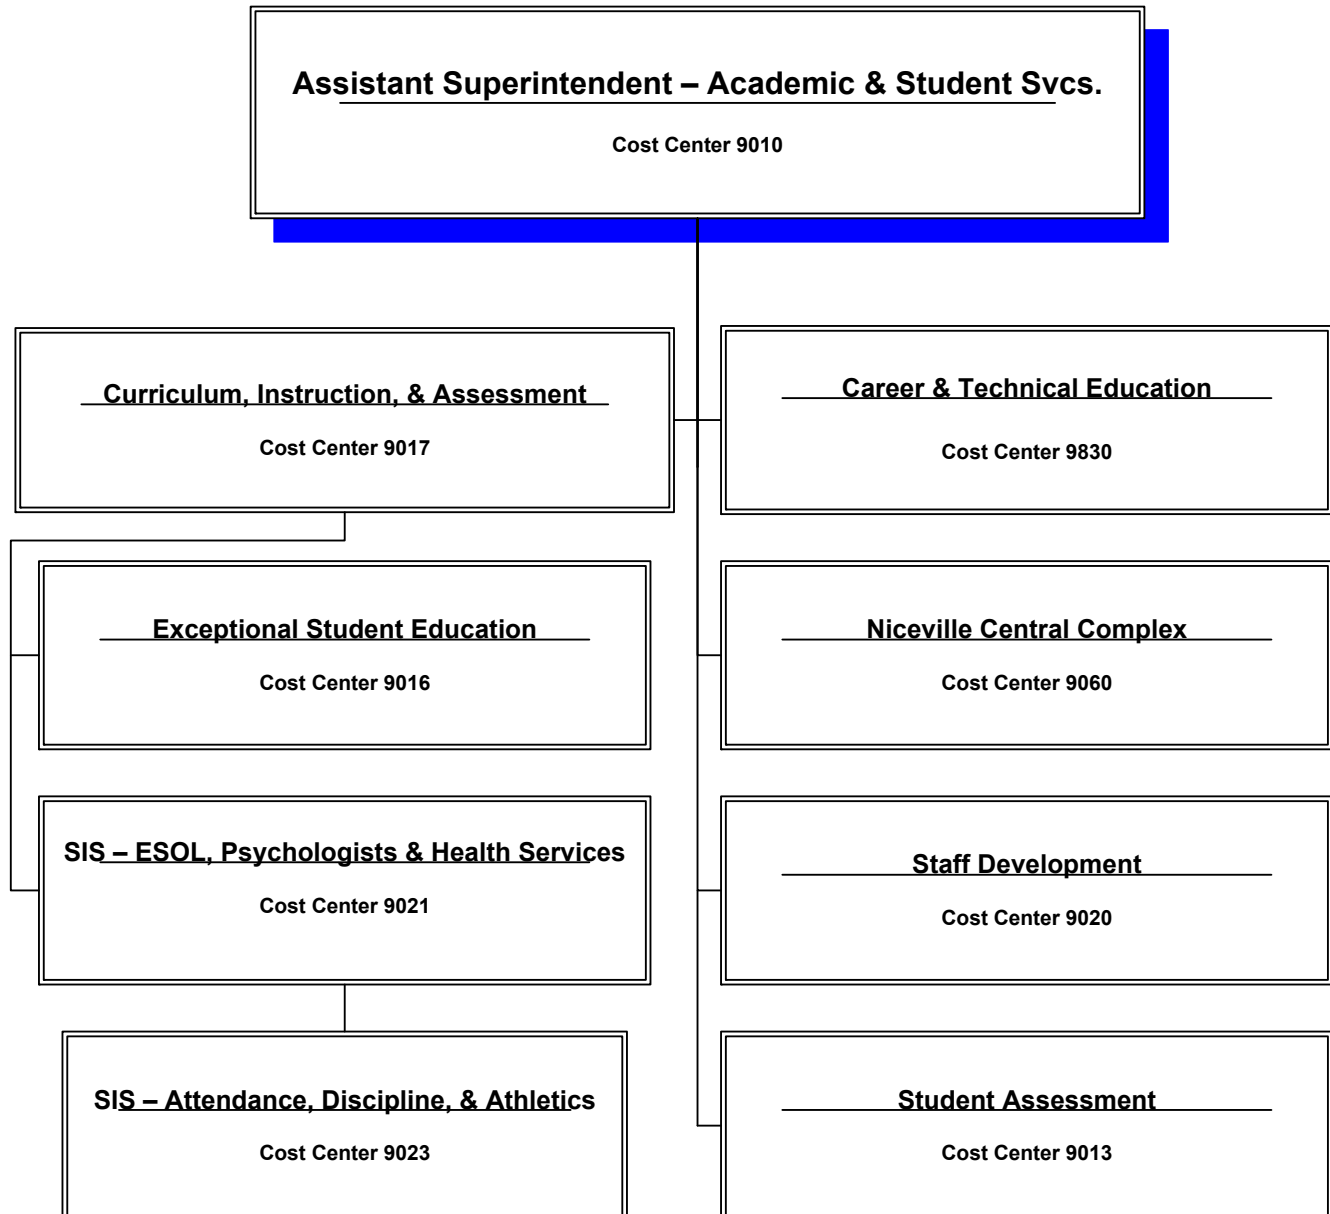 Assistant Superintendent – Academic & Student Svcs.
Cost Center 9010
Curriculum, Instruction, & Assessment
Cost Center 9017
Career & Technical Education
Cost Center 9830
Exceptional Student Education
Cost Center 9016
Niceville Central Complex
Cost Center 9060
SIS – ESOL, Psychologists & Health Services
Cost Center 9021
Staff Development
Cost Center 9020
SIS – Attendance, Discipline, & Athletics
Cost Center 9023
Student Assessment
Cost Center 9013